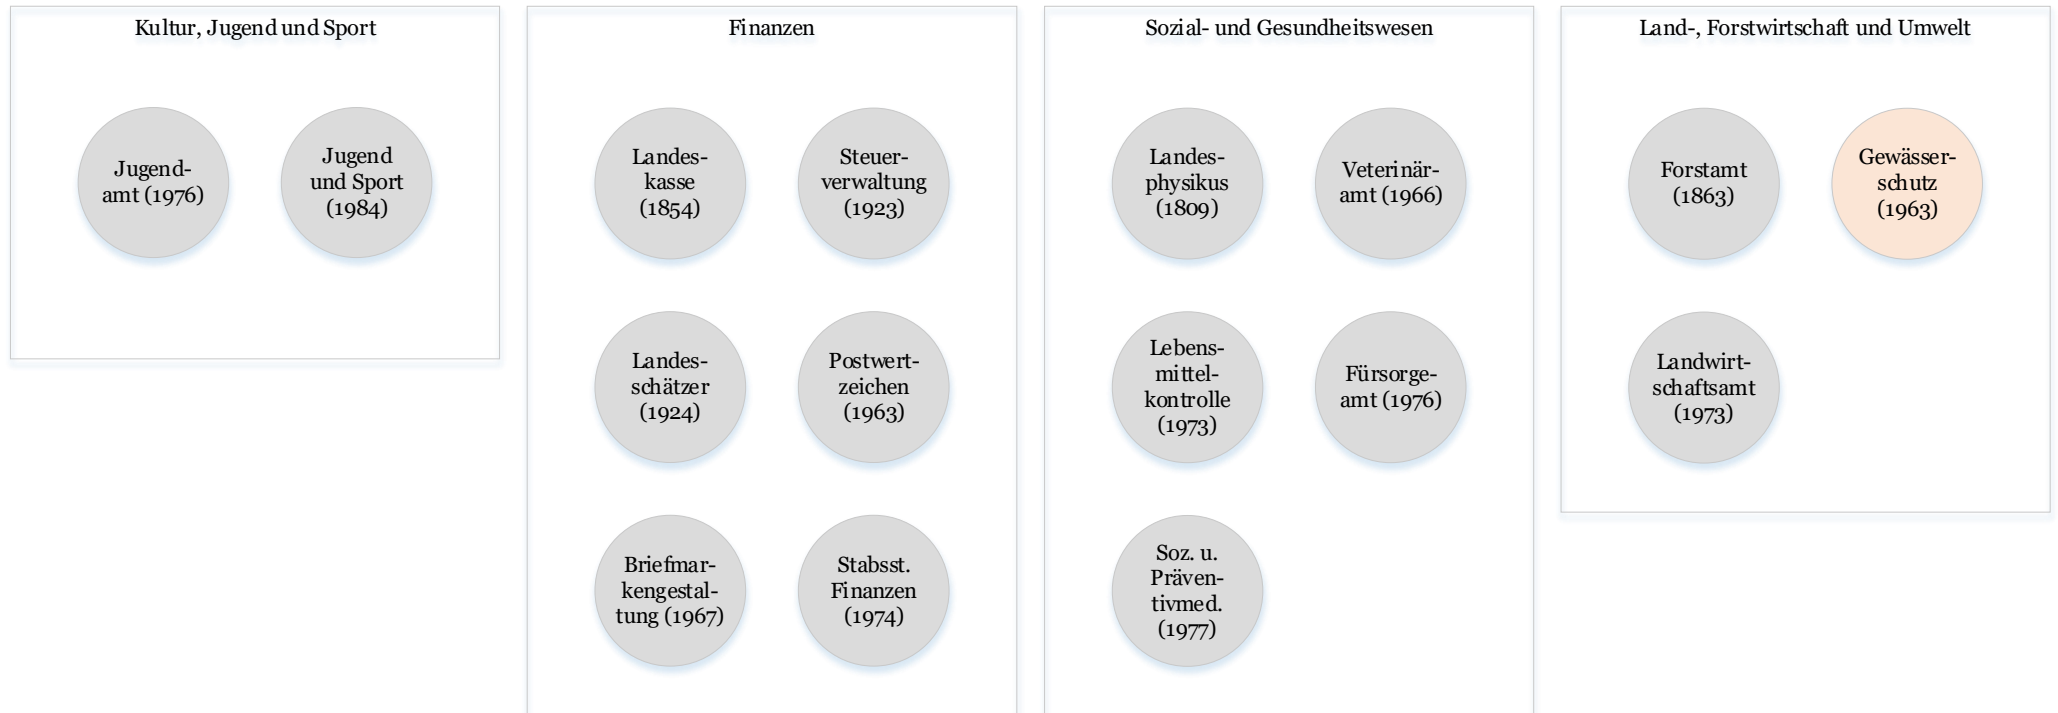 Kultur, Jugend und Sport
Jugend-
amt (1976)
Jugend
und Sport
(1984)
Finanzen
Landes-
kasse
(1854)
Steuer-
verwaltung
(1923)
Landes-
schätzer
(1924)
Postwert-
zeichen
(1963)
Briefmar-
kengestal-
tung (1967)
Stabsst.
Finanzen
(1974)
Sozial- und Gesundheitswesen
Landes-
physikus
(1809)
Veterinär-
amt (1966)
Lebens-
mittel-
kontrolle
(1973)
Fürsorge-
amt (1976)
Soz. u.
Präven-
tivmed.
(1977)
Land-, Forstwirtschaft und Umwelt
Forstamt
(1863)
Gewässer-
schutz
(1963)
Landwirt-
schaftsamt
(1973)